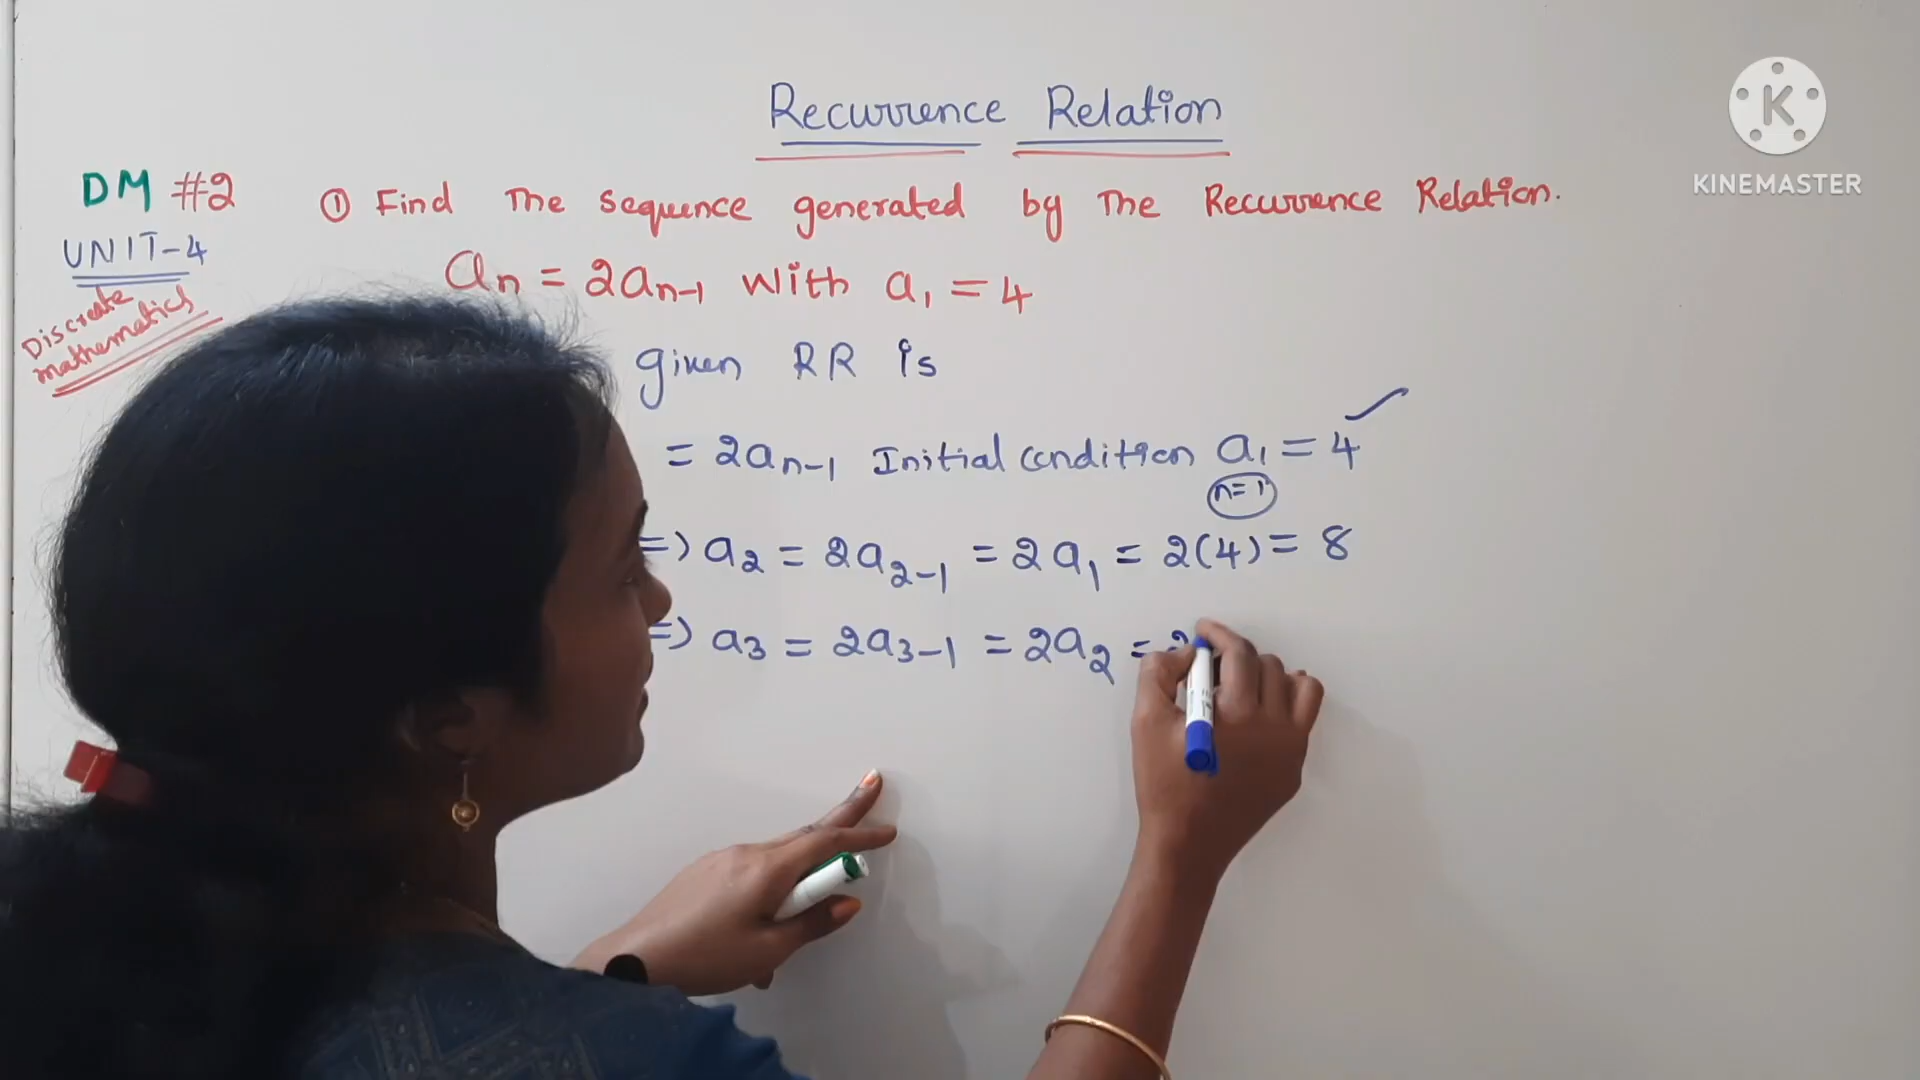 Recurrence Relation
K
KINEMASTER
DM #2
UNIT-4
Discreate
mathematics
① Find The Sequence generated by The Recurrence Relation.
an = 2an-1 with a1 = 4
given RR is
= 2an-1 Initial condition a1 = 4
n=1
=> a2 = 2a2-1 = 2a1 = 2(4) = 8
=> a3 = 2a3-1 = 2a2 =